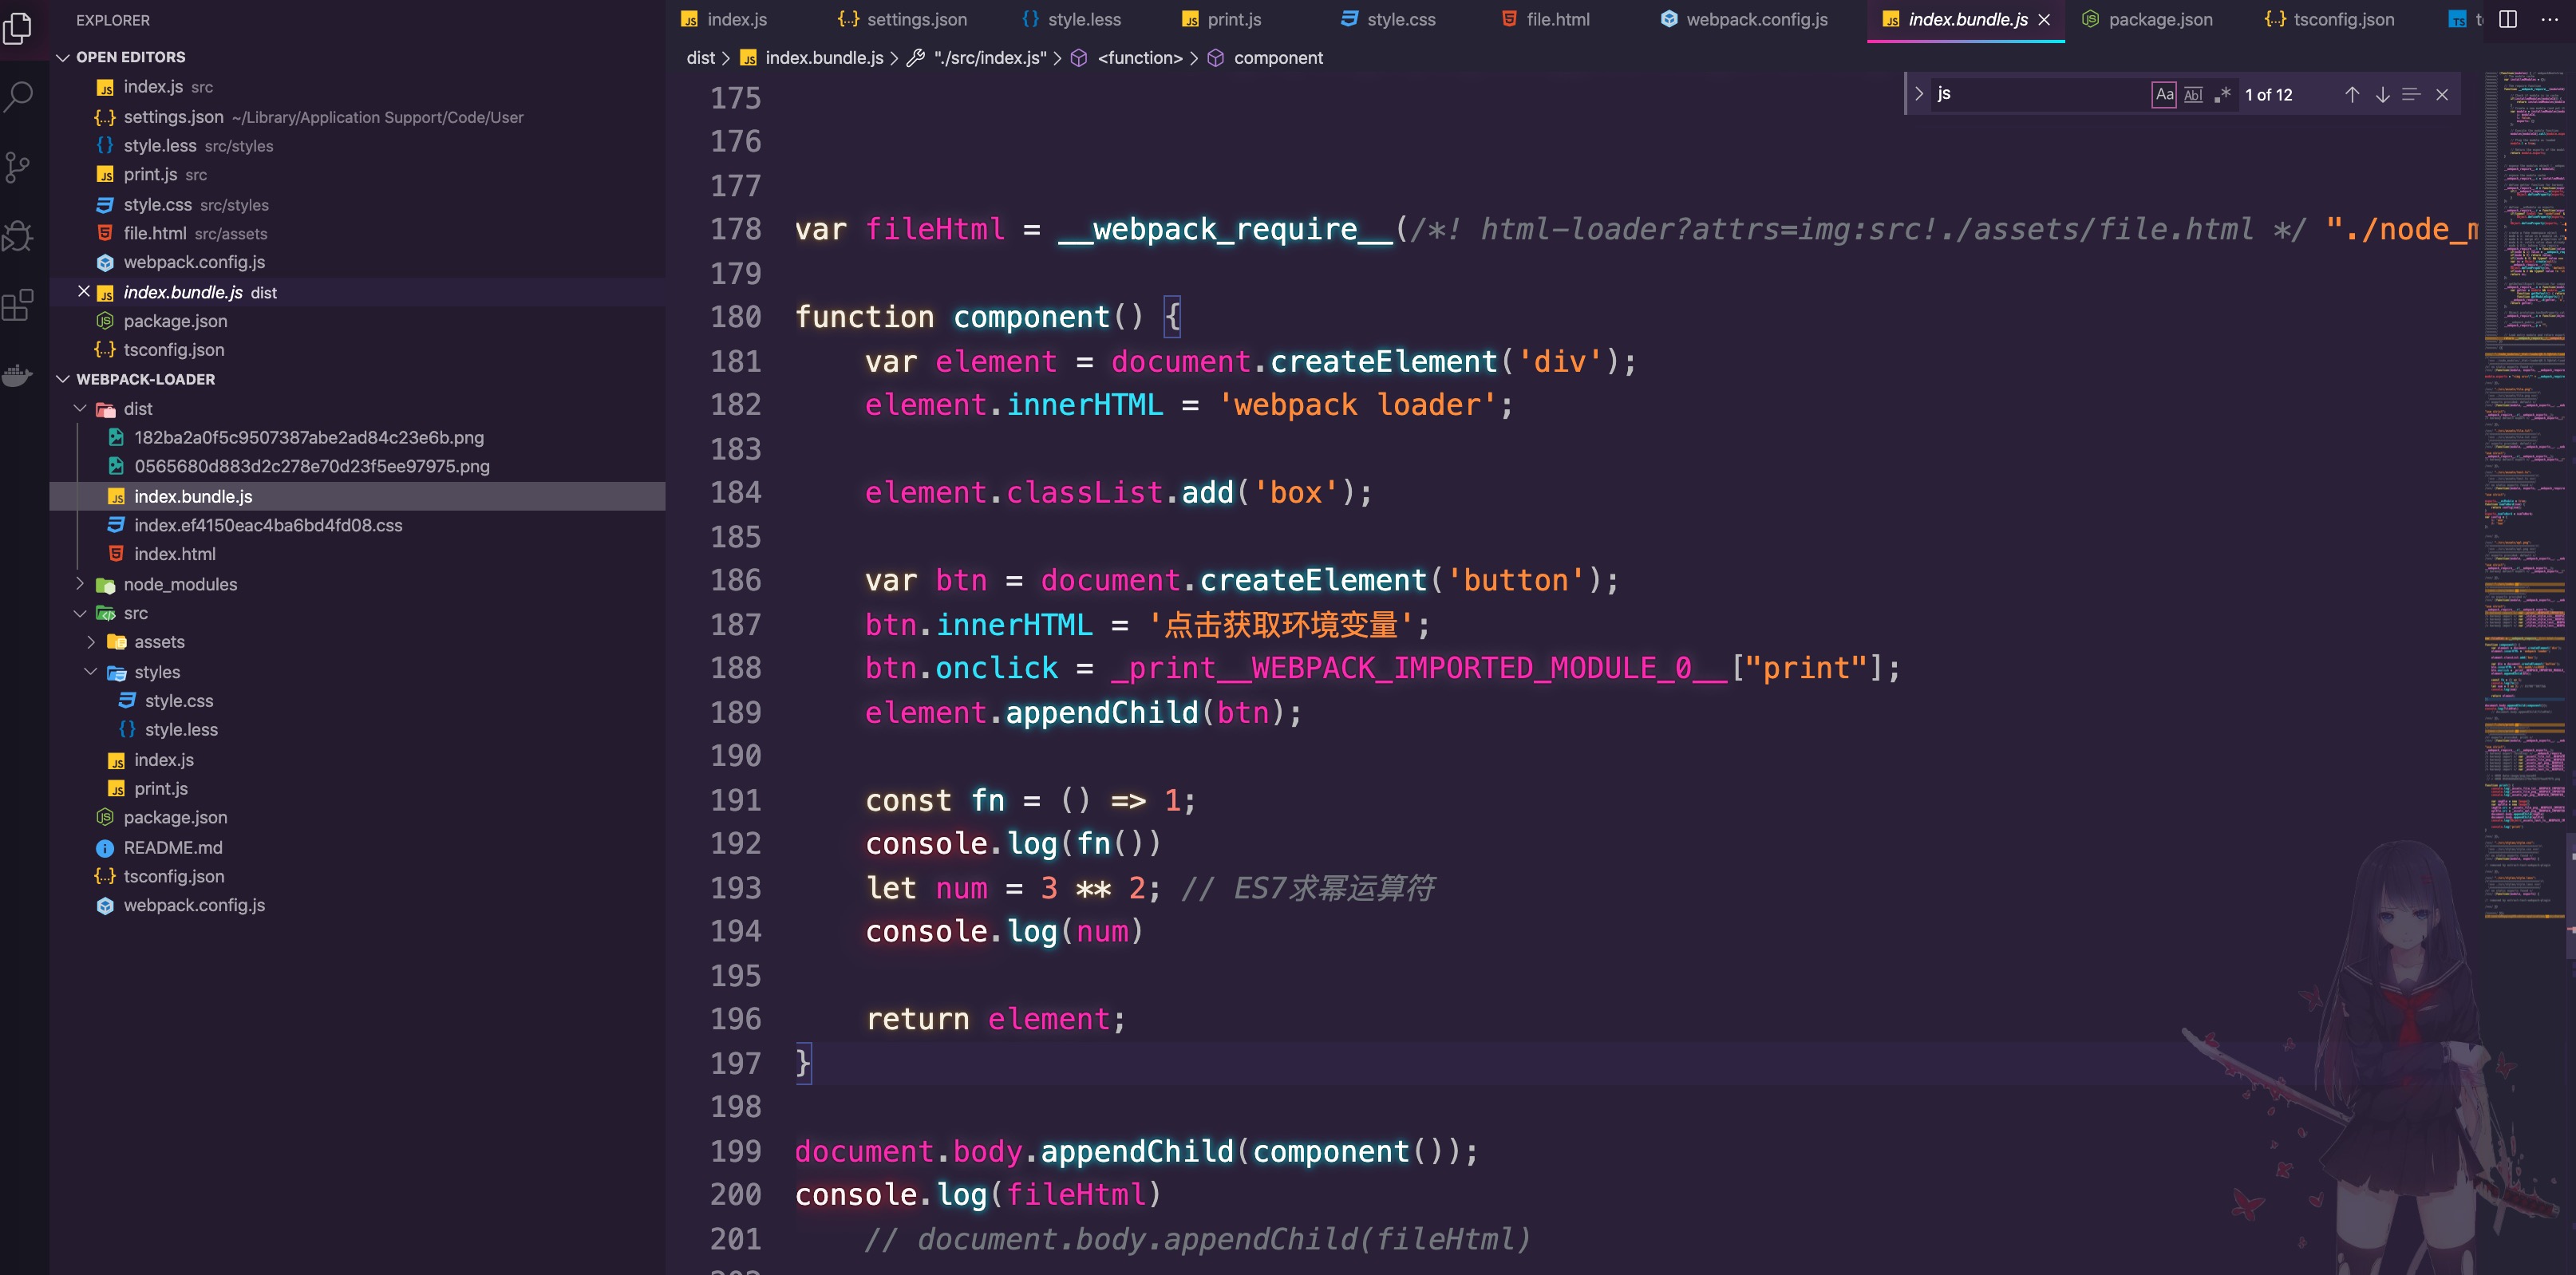 EXPLORER
OPEN EDITORS
index.js src
settings.json ~/Library/Application Support/Code/User
style.less src/styles
print.js src
style.css src/styles
file.html src/assets
webpack.config.js
index.bundle.js dist
package.json
tsconfig.json
WEBPACK-LOADER
dist
182ba2a0f5c9507387abe2ad84c23e6b.png
0565680d883d2c278e70d23f5ee97975.png
index.bundle.js
index.ef4150eac4ba6bd4fd08.css
index.html
node_modules
src
assets
styles
style.css
style.less
index.js
print.js
package.json
README.md
tsconfig.json
webpack.config.js
index.js settings.json style.less print.js style.css file.html webpack.config.js index.bundle.js package.json tsconfig.json
dist > index.bundle.js > "./src/index.js" > <function> > component
js Aa Abl .* 1 of 12
175
176
177
178 var fileHtml = __webpack_require__(/*! html-loader?attrs=img:src!./assets/file.html */ "./node_m
179
180 function component() {
181 var element = document.createElement('div');
182 element.innerHTML = 'webpack loader';
183
184 element.classList.add('box');
185
186 var btn = document.createElement('button');
187 btn.innerHTML = '点击获取环境变量';
188 btn.onclick = _print__WEBPACK_IMPORTED_MODULE_0__["print"];
189 element.appendChild(btn);
190
191 const fn = () => 1;
192 console.log(fn())
193 let num = 3 ** 2; // ES7求幂运算符
194 console.log(num)
195
196 return element;
197 }
198
199 document.body.appendChild(component());
200 console.log(fileHtml)
201 // document.body.appendChild(fileHtml)